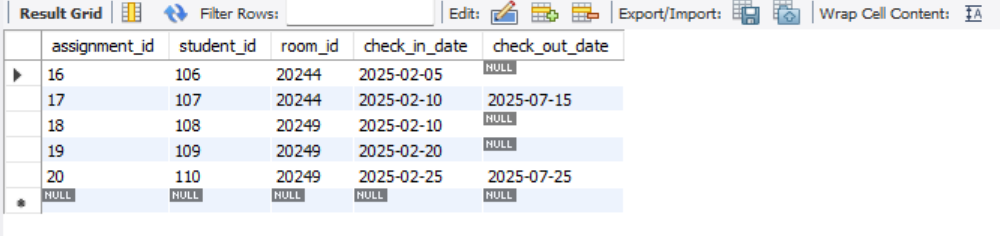 Result Grid Filter Rows: Edit: Export/Import: Wrap Cell Content: IA
assignment_id student_id room_id check_in_date check_out_date
16 106 20244 2025-02-05 NULL
17 107 20244 2025-02-10 2025-07-15
18 108 20249 2025-02-10 NULL
19 109 20249 2025-02-20 NULL
20 110 20249 2025-02-25 2025-07-25
NULL NULL NULL NULL NULL